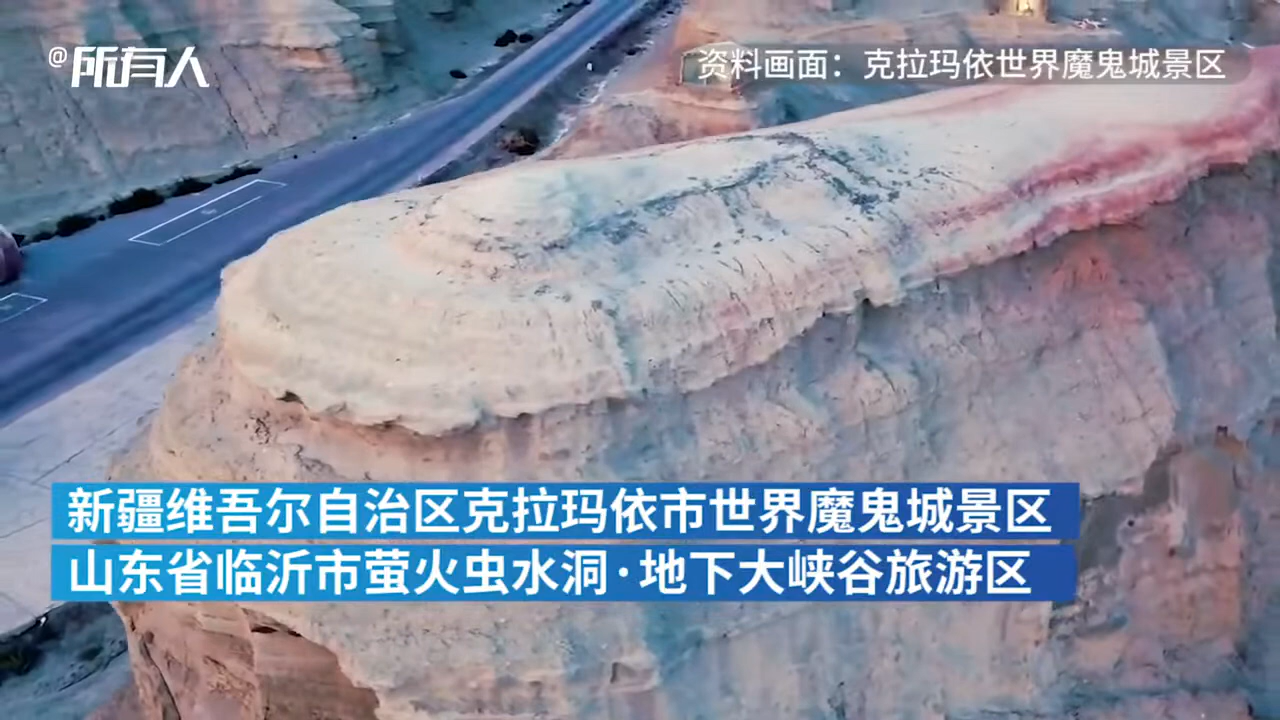 @所有人
资料画面：克拉玛依世界魔鬼城景区
新疆维吾尔自治区克拉玛依市世界魔鬼城景区
山东省临沂市萤火虫水洞·地下大峡谷旅游区